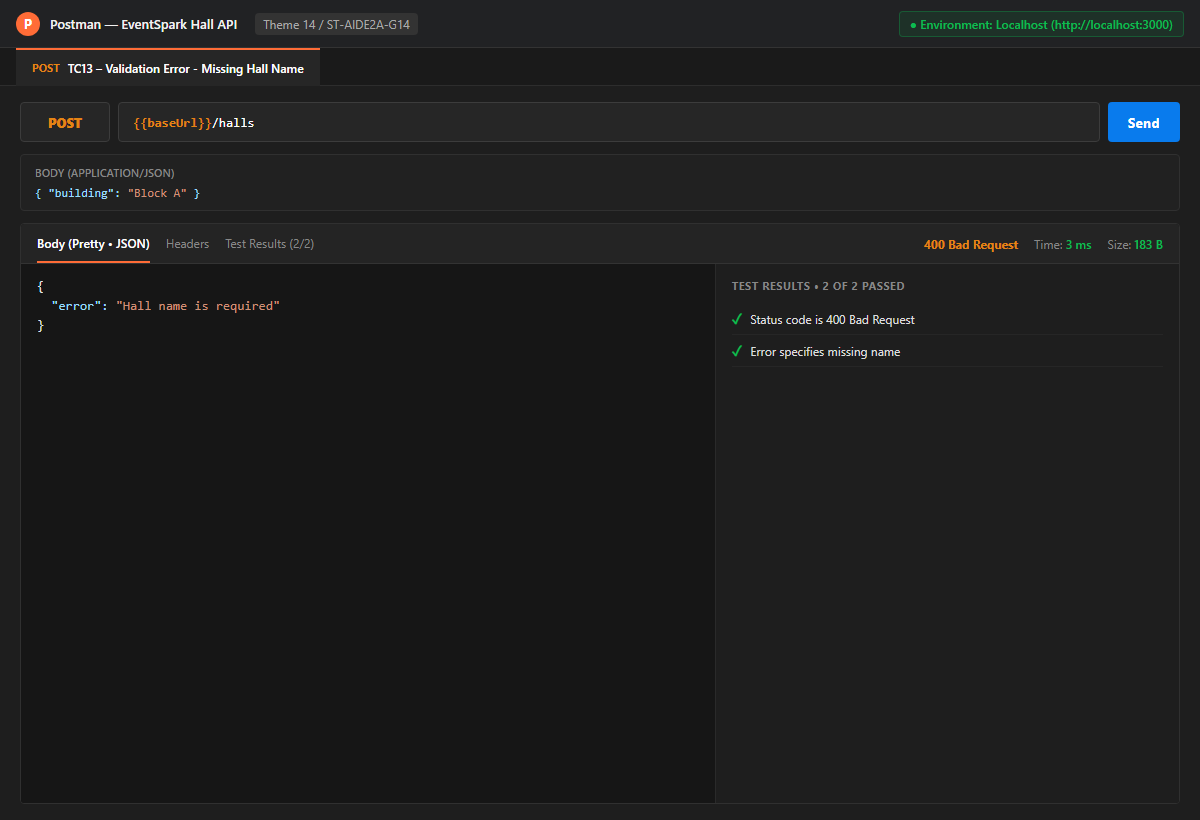 P Postman — EventSpark Hall API Theme 14 / ST-AIDE2A-G14 ● Environment: Localhost (http://localhost:3000)
POST TC13 – Validation Error - Missing Hall Name
POST {{baseUrl}}/halls Send
BODY (APPLICATION/JSON)
{ "building": "Block A" }
Body (Pretty • JSON) Headers Test Results (2/2) 400 Bad Request Time: 3 ms Size: 183 B
{
"error": "Hall name is required"
}
TEST RESULTS • 2 OF 2 PASSED
✓ Status code is 400 Bad Request
✓ Error specifies missing name